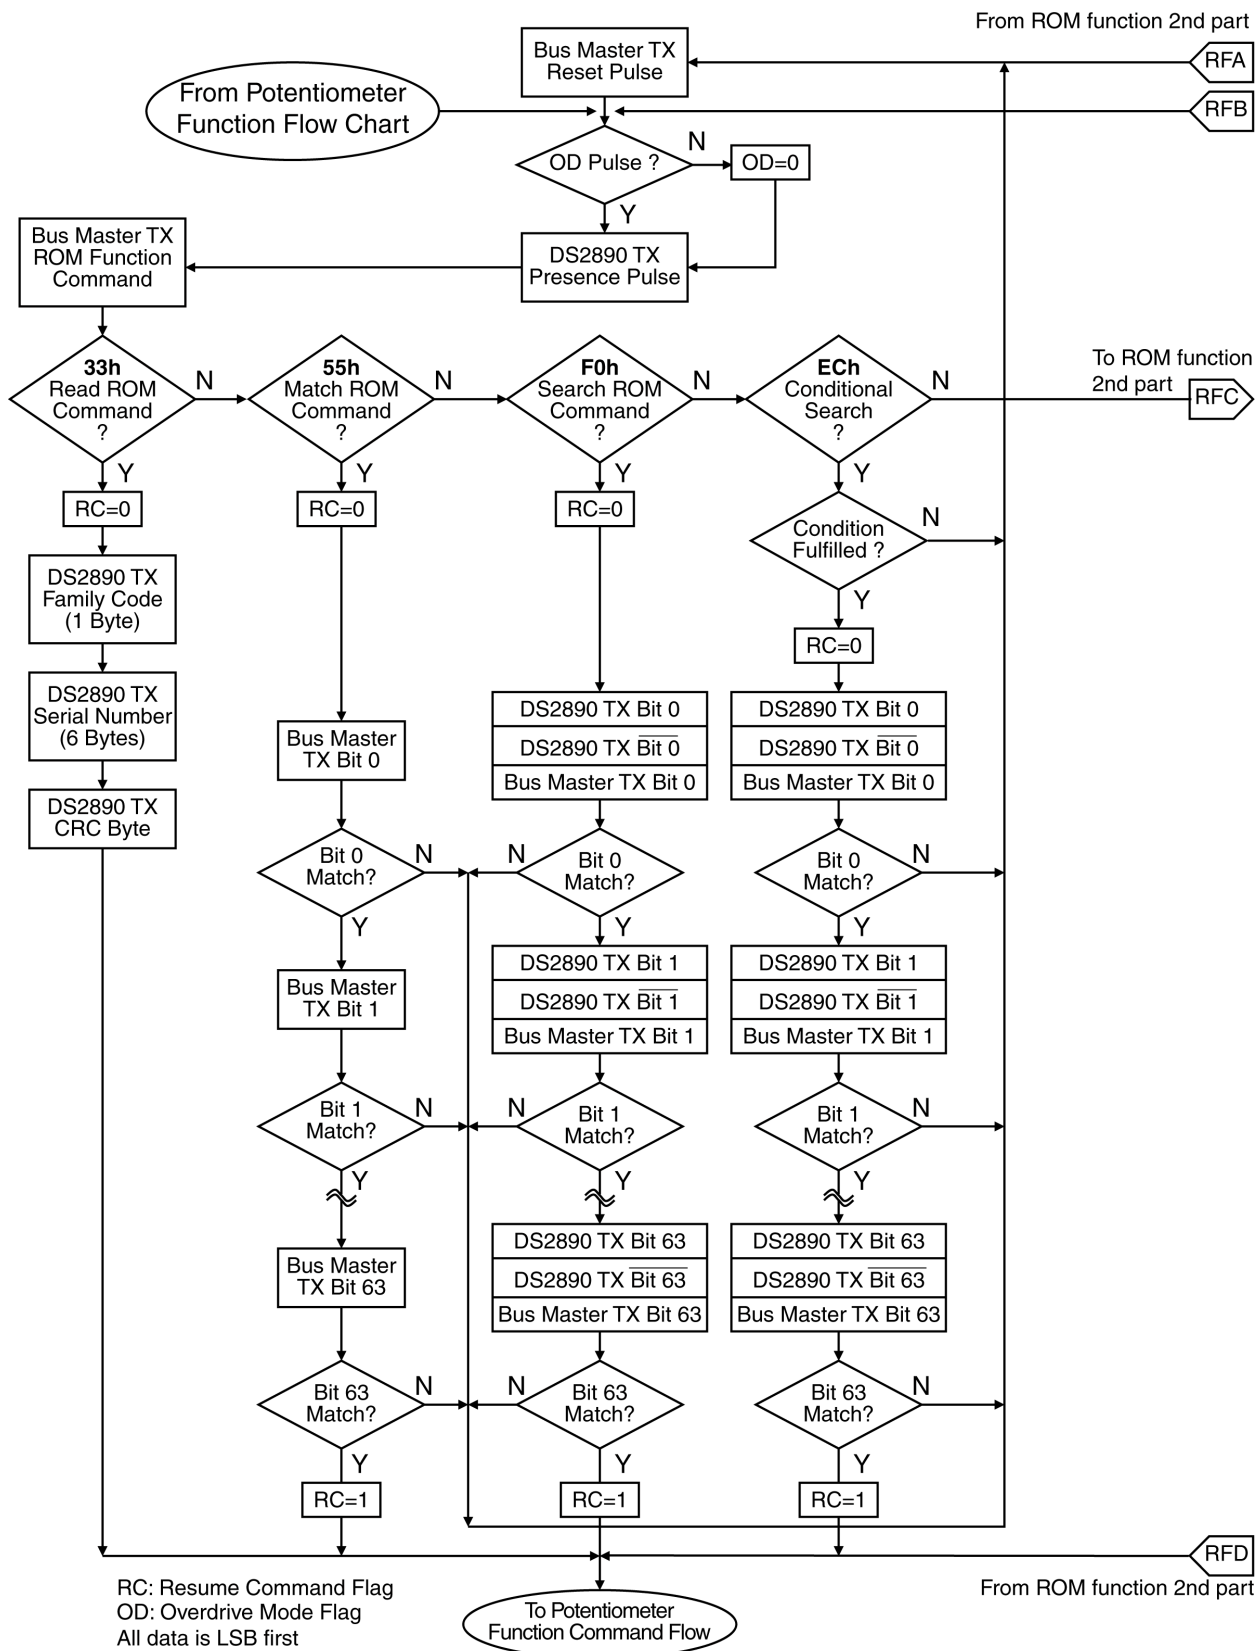 From ROM function 2nd part
Bus Master TX
Reset Pulse
RFA
From Potentiometer
Function Flow Chart
RFB
OD Pulse ?
N
OD=0
Y
Bus Master TX
ROM Function
Command
DS2890 TX
Presence Pulse
33h
Read ROM
Command
?
N
55h
Match ROM
Command
?
N
F0h
Search ROM
Command
?
N
ECh
Conditional
Search
?
N
To ROM function
2nd part
RFC
Y
Y
Y
Y
RC=0
RC=0
RC=0
Condition
Fulfilled ?
N
Y
RC=0
DS2890 TX
Family Code
(1 Byte)
DS2890 TX
Serial Number
(6 Bytes)
DS2890 TX
CRC Byte
Bus Master
TX Bit 0
DS2890 TX Bit 0
DS2890 TX Bit 0
Bus Master TX Bit 0
DS2890 TX Bit 0
DS2890 TX Bit 0
Bus Master TX Bit 0
Bit 0
Match?
N
Y
N
Bit 0
Match?
Y
Bit 0
Match?
N
Y
Bus Master
TX Bit 1
DS2890 TX Bit 1
DS2890 TX Bit 1
Bus Master TX Bit 1
DS2890 TX Bit 1
DS2890 TX Bit 1
Bus Master TX Bit 1
Bit 1
Match?
N
Y
N
Bit 1
Match?
Y
Bit 1
Match?
N
Y
Bus Master
TX Bit 63
DS2890 TX Bit 63
DS2890 TX Bit 63
Bus Master TX Bit 63
DS2890 TX Bit 63
DS2890 TX Bit 63
Bus Master TX Bit 63
Bit 63
Match?
N
Y
N
Bit 63
Match?
Y
Bit 63
Match?
N
Y
RC=1
RC=1
RC=1
RFD
From ROM function 2nd part
RC: Resume Command Flag
OD: Overdrive Mode Flag
All data is LSB first
To Potentiometer
Function Command Flow